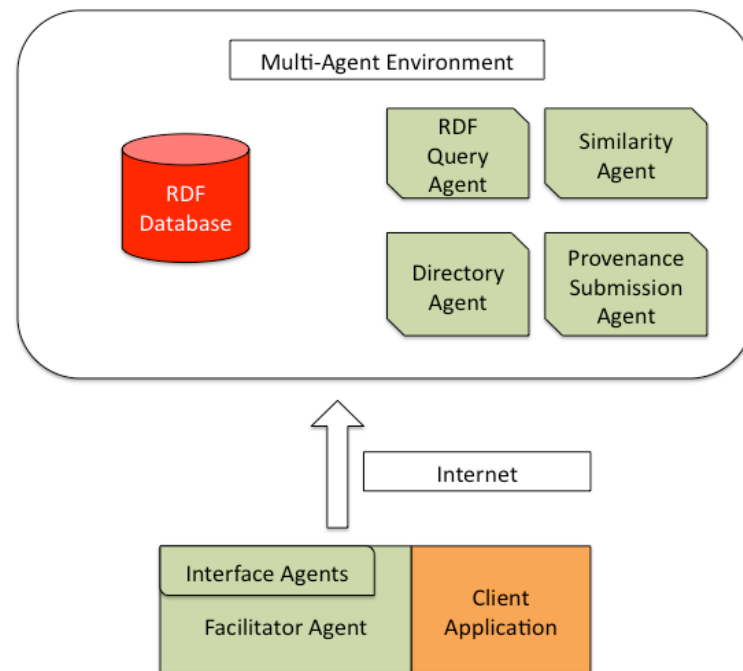 Multi-Agent Environment
RDF
Query
Agent
Similarity
Agent
RDF
Database
Directory
Agent
Provenance
Submission
Agent
Internet
Interface Agents
Facilitator Agent
Client
Application